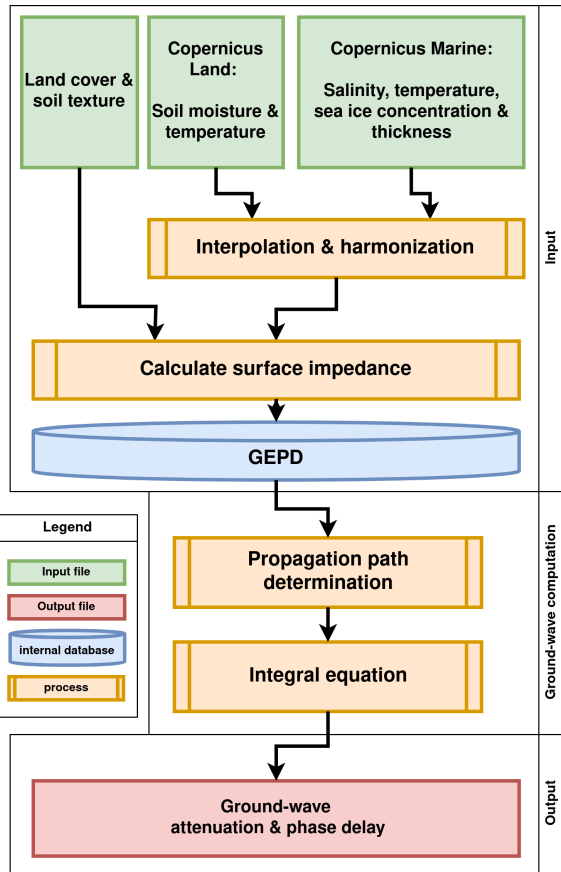 Land cover &
soil texture
Copernicus
Land:
Soil moisture &
temperature
Copernicus Marine:
Salinity, temperature,
sea ice concentration &
thickness
Interpolation & harmonization
Input
Calculate surface impedance
GEPD
Legend
Input file
Output file
internal database
process
Propagation path
determination
Integral equation
Ground-wave computation
Ground-wave
attenuation & phase delay
Output